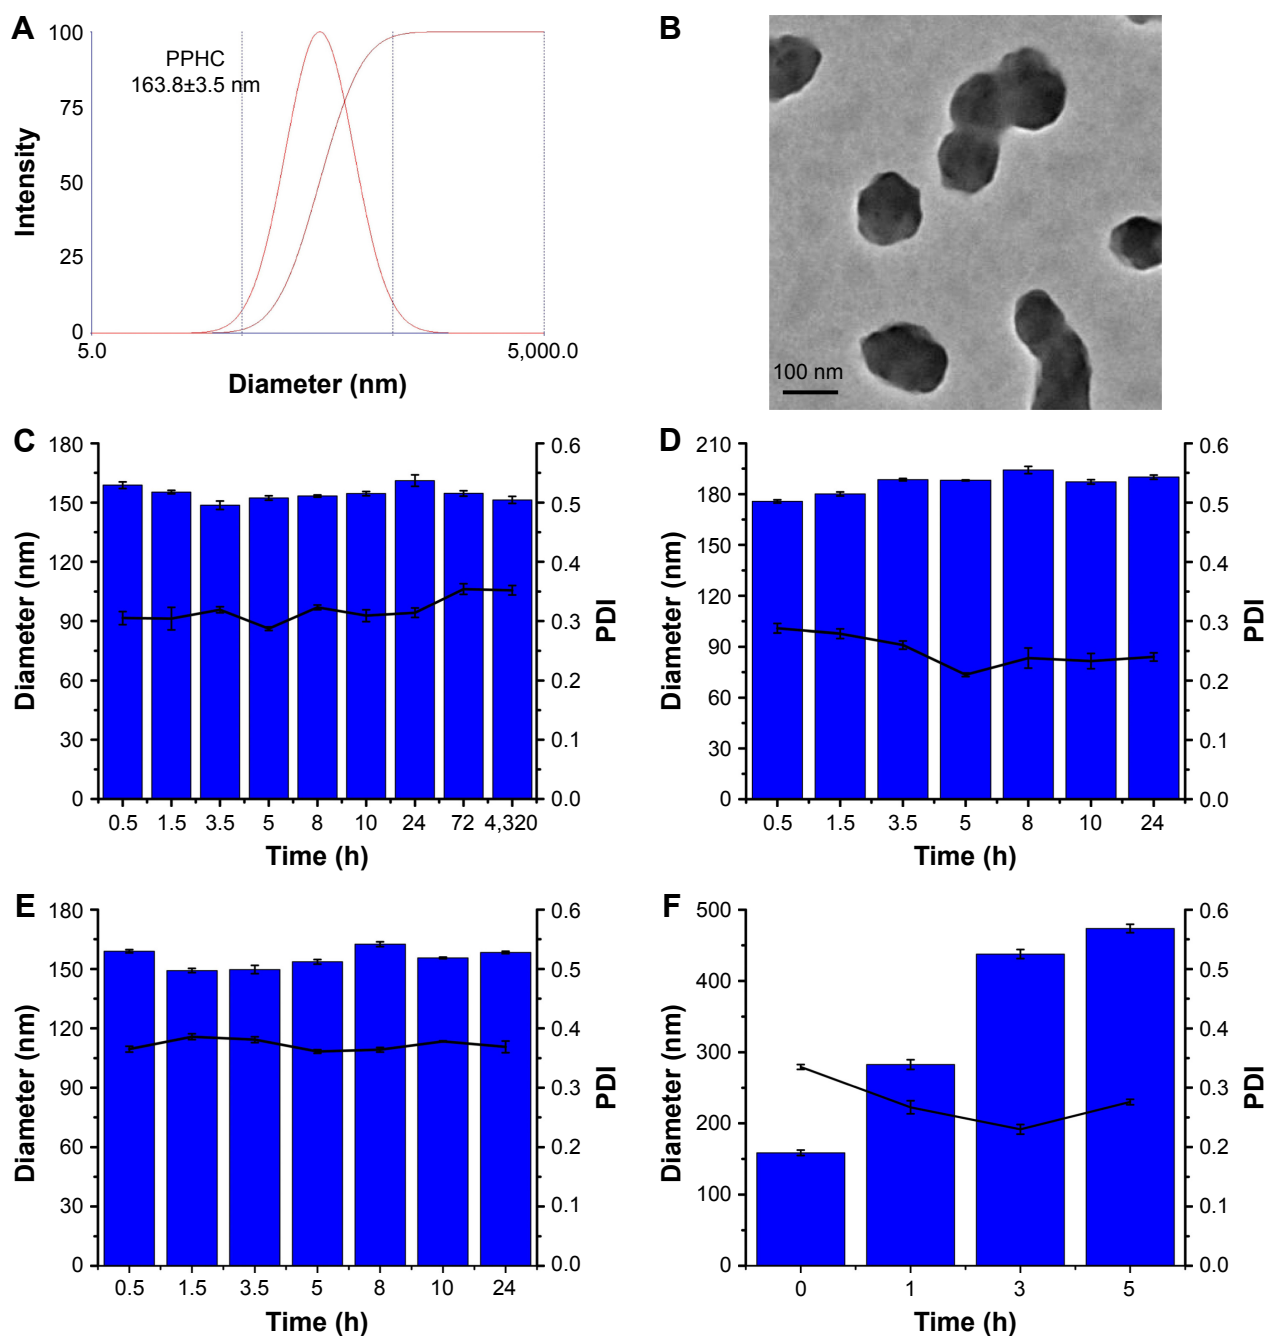 A
100
75
50
25
0
Intensity
PPHC
163.8±3.5 nm
5.0
5,000.0
Diameter (nm)
B
100 nm
C
180
150
120
90
60
30
0
Diameter (nm)
0.6
0.5
0.4
0.3
0.2
0.1
0.0
PDI
0.5 1.5 3.5 5 8 10 24 72 4,320
Time (h)
D
210
180
150
120
90
60
30
0
Diameter (nm)
0.6
0.5
0.4
0.3
0.2
0.1
0.0
PDI
0.5 1.5 3.5 5 8 10 24
Time (h)
E
180
150
120
90
60
30
0
Diameter (nm)
0.6
0.5
0.4
0.3
0.2
0.1
0.0
PDI
0.5 1.5 3.5 5 8 10 24
Time (h)
F
500
400
300
200
100
0
Diameter (nm)
0.6
0.5
0.4
0.3
0.2
0.1
0.0
PDI
0 1 3 5
Time (h)